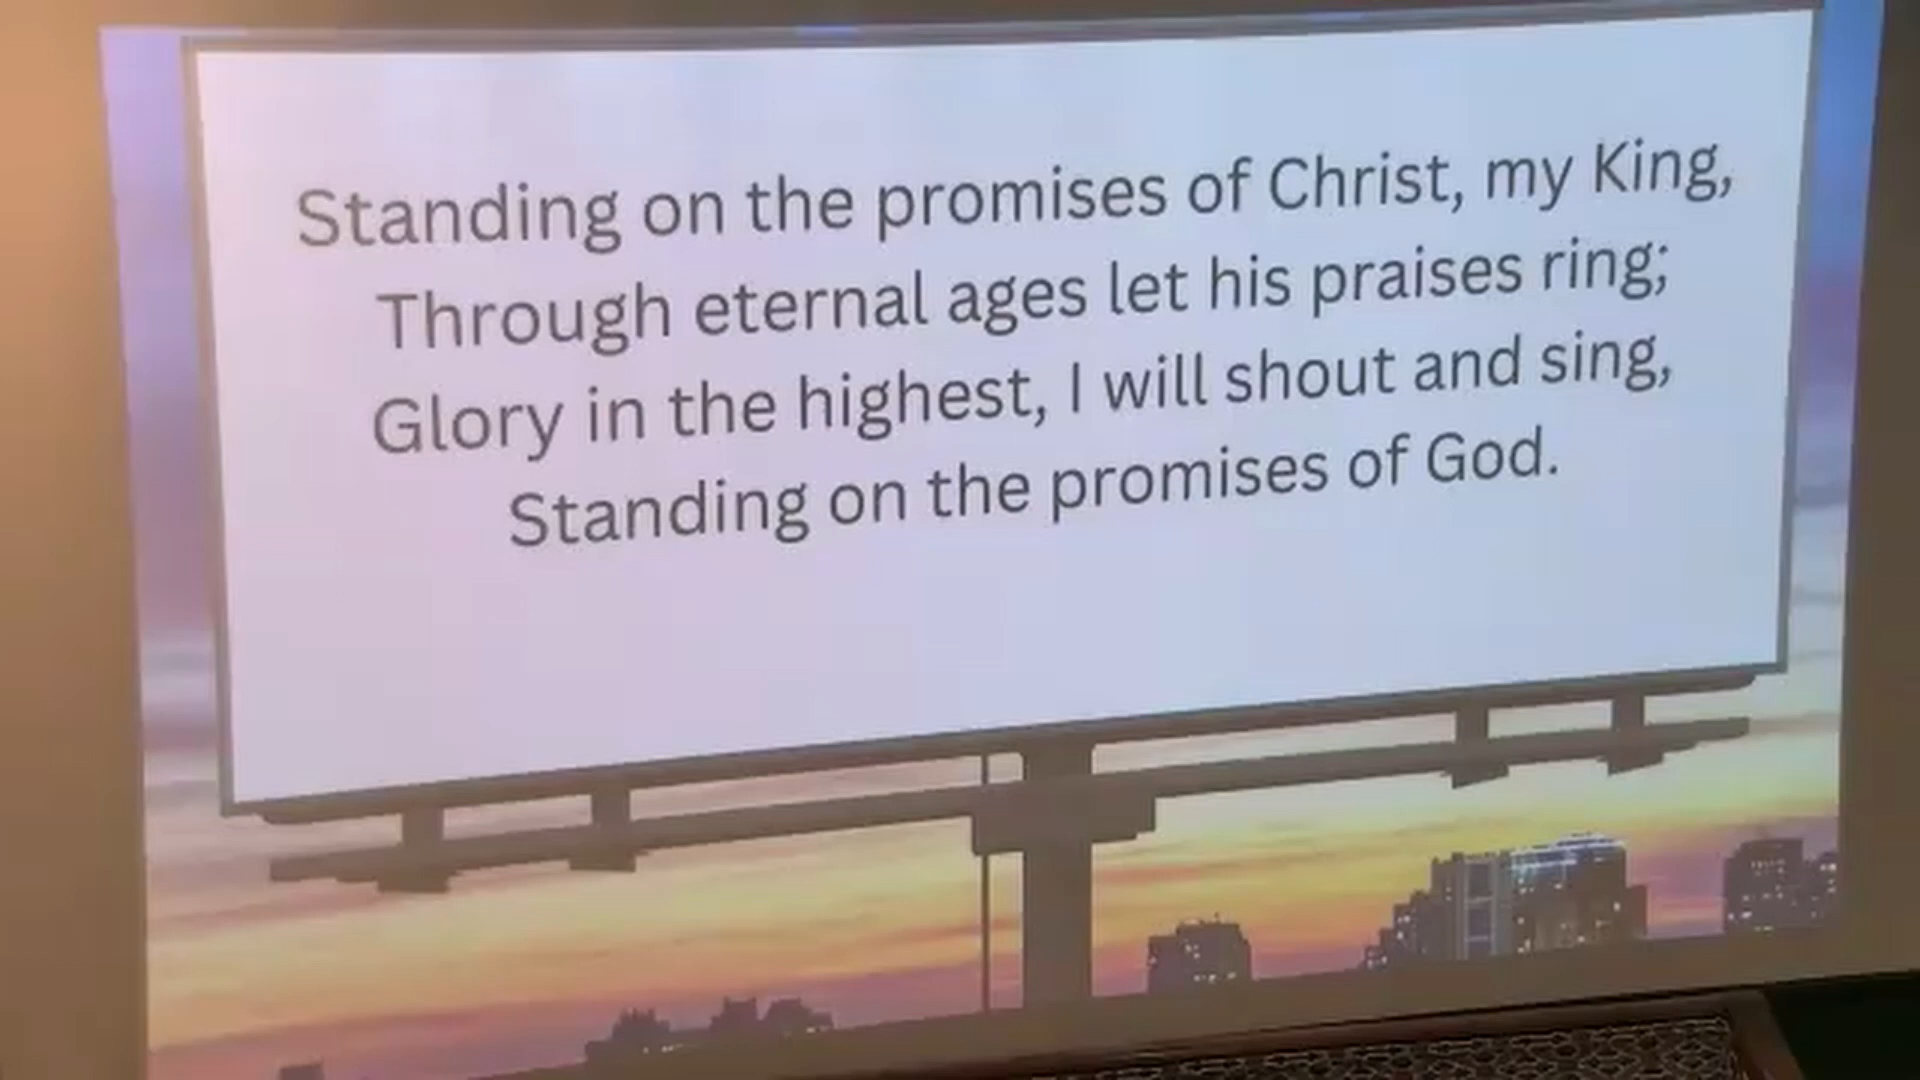 Standing on the promises of Christ, my King,
Through eternal ages let his praises ring;
Glory in the highest, I will shout and sing,
Standing on the promises of God.